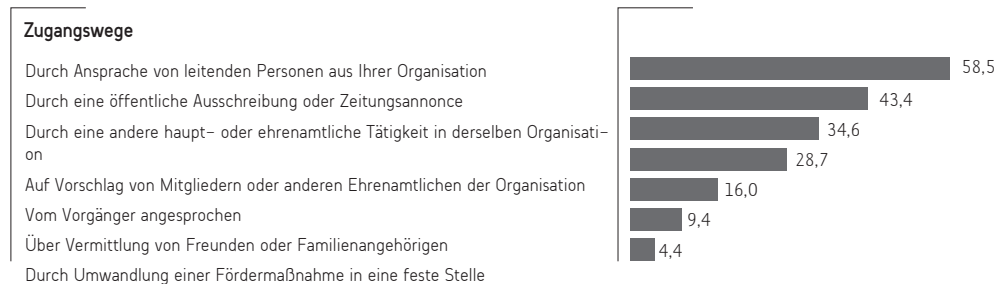 Zugangswege
Durch Ansprache von leitenden Personen aus Ihrer Organisation
Durch eine öffentliche Ausschreibung oder Zeitungsannonce
Durch eine andere haupt- oder ehrenamtliche Tätigkeit in derselben Organisati-
on
Auf Vorschlag von Mitgliedern oder anderen Ehrenamtlichen der Organisation
Vom Vorgänger angesprochen
Über Vermittlung von Freunden oder Familienangehörigen
Durch Umwandlung einer Fördermaßnahme in eine feste Stelle
58,5
43,4
34,6
28,7
16,0
9,4
4,4